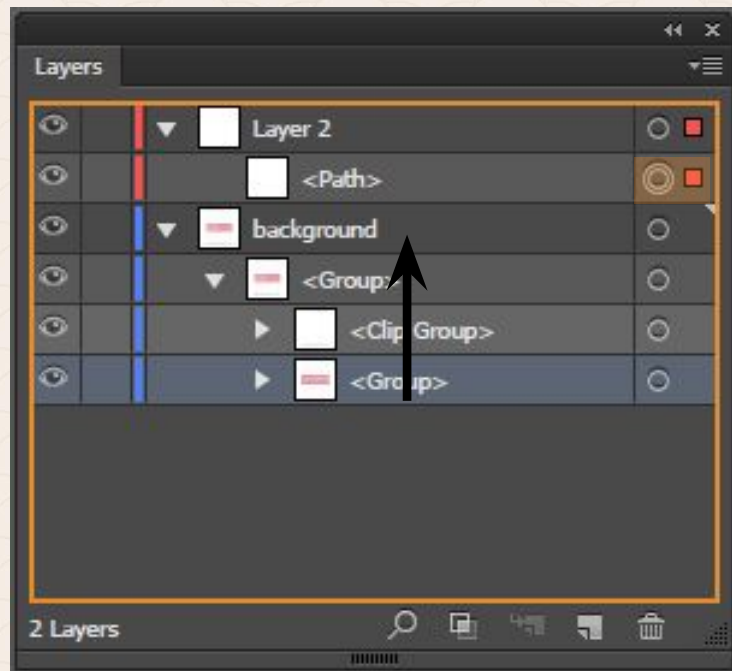 Layers
Layer 2
<Path>
background
<Group>
<Clip Group>
<Group>
2 Layers